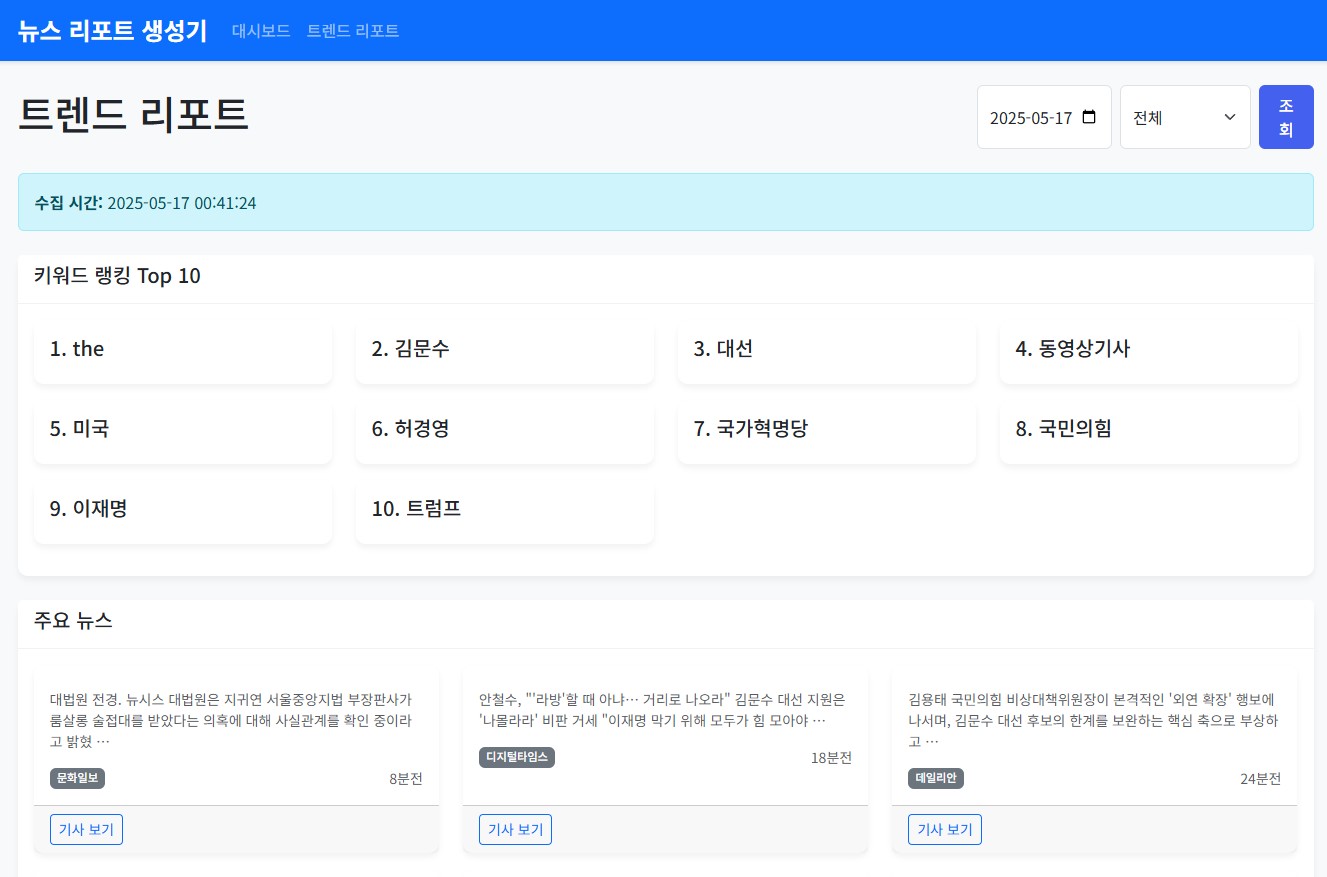 뉴스 리포트 생성기 대시보드 트렌드 리포트
트렌드 리포트
2025-05-17 전체 조
회
수집 시간: 2025-05-17 00:41:24
키워드 랭킹 Top 10
1. the 2. 김문수 3. 대선 4. 동영상기사
5. 미국 6. 허경영 7. 국가혁명당 8. 국민의힘
9. 이재명 10. 트럼프
주요 뉴스
대법원 전경. 뉴시스 대법원은 지귀연 서울중앙지법 부장판사가
룸살롱 술접대를 받았다는 의혹에 대해 사실관계를 확인 중이라
고 밝혔 …
문화일보 8분전
기사 보기
안철수, "'라방'할 때 아냐… 거리로 나오라" 김문수 대선 지원은
'나몰라라' 비판 거세 "이재명 막기 위해 모두가 힘 모아야 …
디지털타임스 18분전
기사 보기
김용태 국민의힘 비상대책위원장이 본격적인 '외연 확장' 행보에
나서며, 김문수 대선 후보의 한계를 보완하는 핵심 축으로 부상하
고 …
데일리안 24분전
기사 보기